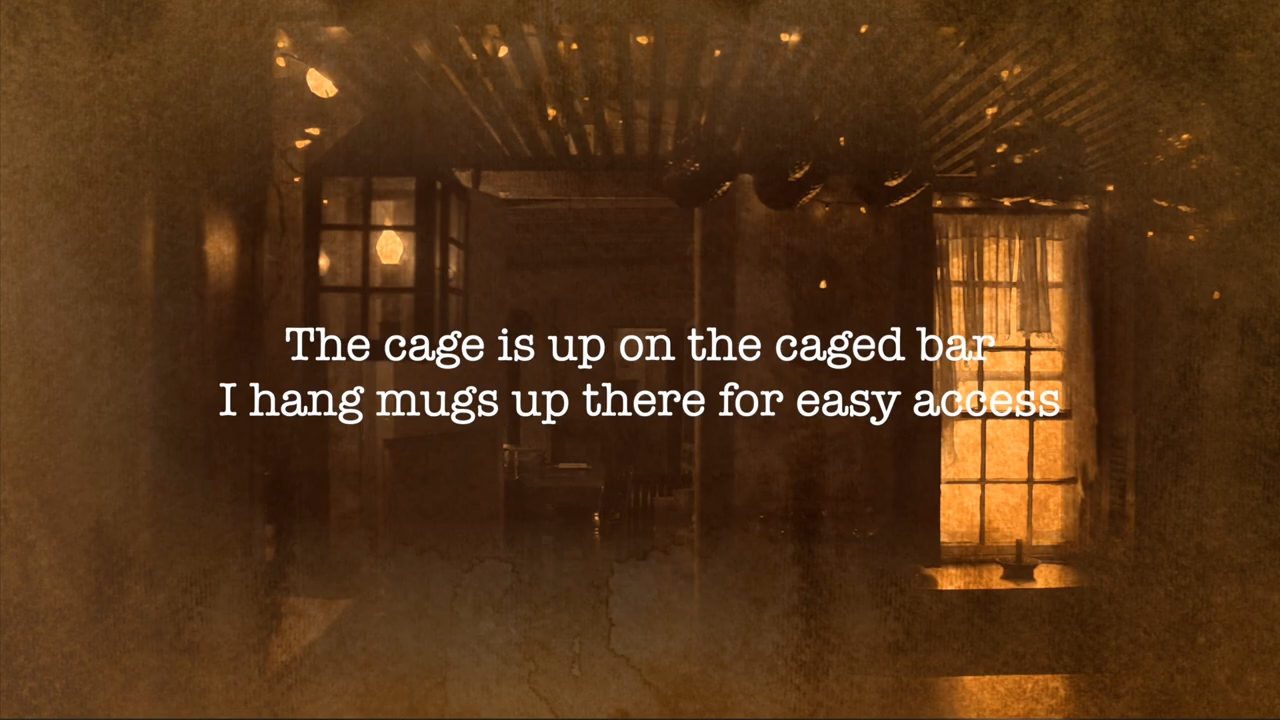 The cage is up on the caged bar
I hang mugs up there for easy access